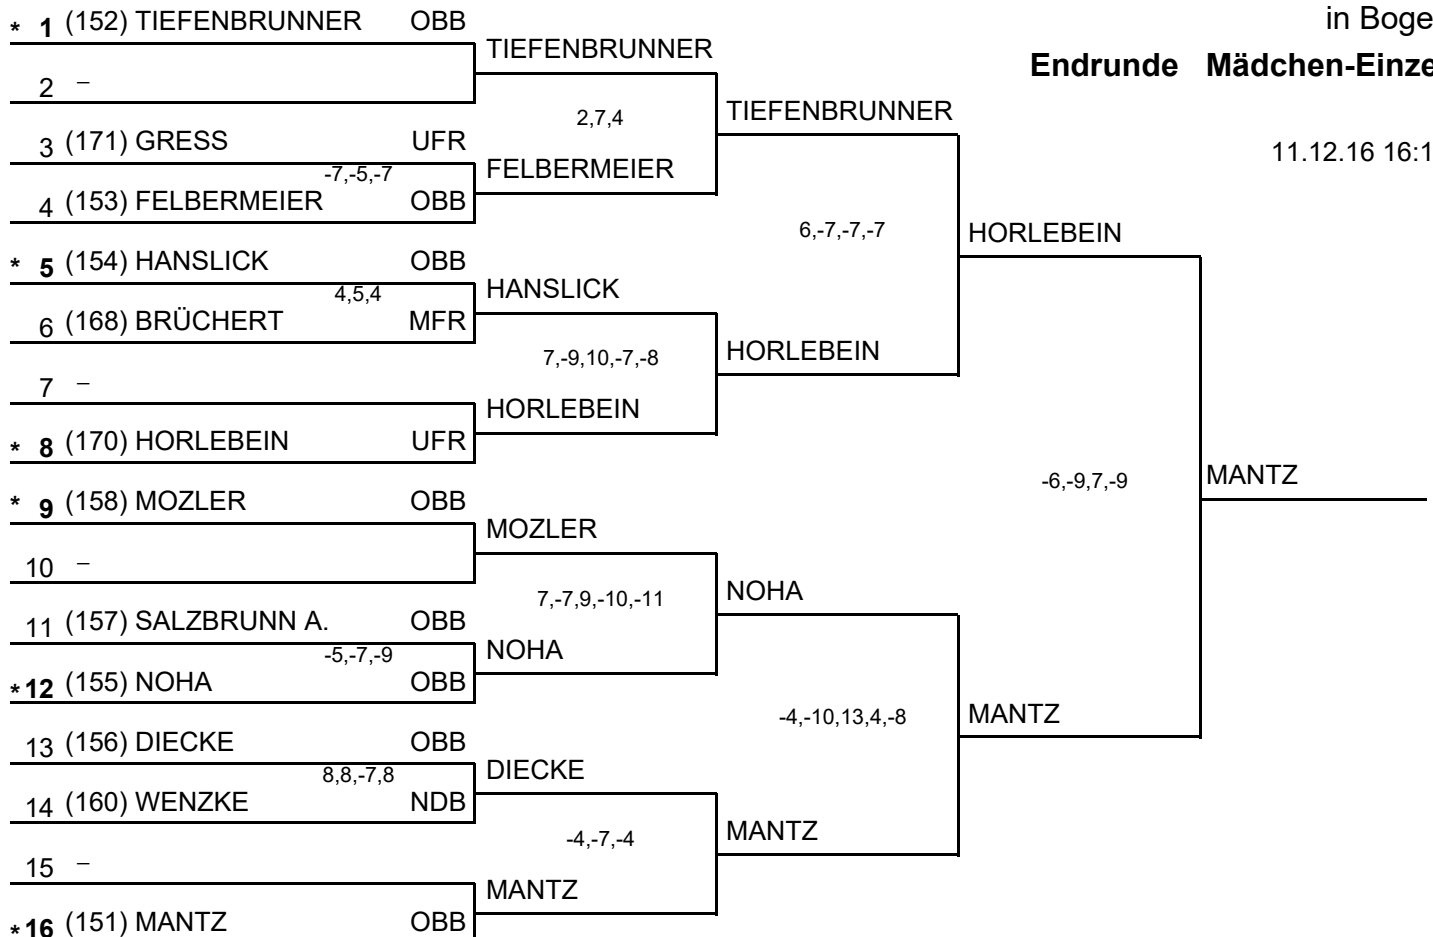 * 1 (152) TIEFENBRUNNER OBB
in Boge
TIEFENBRUNNER
Endrunde Mädchen-Einze
2 –
2,7,4
TIEFENBRUNNER
3 (171) GRESS UFR
11.12.16 16:1
-7,-5,-7
FELBERMEIER
4 (153) FELBERMEIER OBB
6,-7,-7,-7
HORLEBEIN
* 5 (154) HANSLICK OBB
4,5,4
HANSLICK
6 (168) BRÜCHERT MFR
7,-9,10,-7,-8
HORLEBEIN
7 –
HORLEBEIN
* 8 (170) HORLEBEIN UFR
-6,-9,7,-9
MANTZ
* 9 (158) MOZLER OBB
MOZLER
10 –
7,-7,9,-10,-11
NOHA
11 (157) SALZBRUNN A. OBB
-5,-7,-9
NOHA
* 12 (155) NOHA OBB
-4,-10,13,4,-8
MANTZ
13 (156) DIECKE OBB
8,8,-7,8
DIECKE
14 (160) WENZKE NDB
-4,-7,-4
MANTZ
15 –
MANTZ
* 16 (151) MANTZ OBB